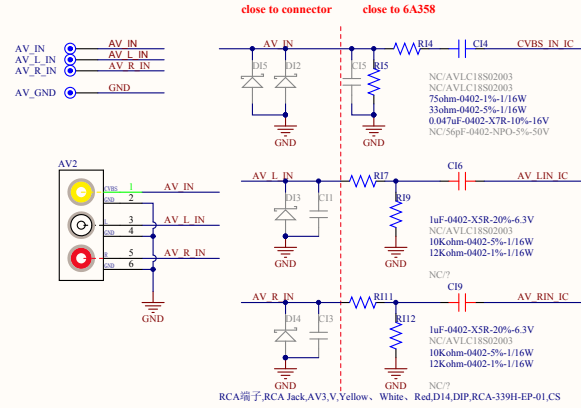 close to connector
close to 6A358
AV_IN
AV_IN
AV_L_IN
AV_L_IN
AV_R_IN
AV_R_IN
AV_GND
GND
AV_IN
RI4
CI4
CVBS_IN_IC
DI5
DI2
CI5
RI5
NC/AVLC18S02003
NC/AVLC18S02003
75ohm-0402-1%-1/16W
33ohm-0402-5%-1/16W
0.047uF-0402-X7R-10%-16V
NC/56pF-0402-NPO-5%-50V
GND
GND
AV2
CVBS
1
AV_IN
GND
2
L
3
AV_L_IN
GND
4
R
5
AV_R_IN
GND
6
GND
AV_L_IN
RI7
CI6
AV_LIN_IC
DI3
CI1
RI9
1uF-0402-X5R-20%-6.3V
NC/AVLC18S02003
10Kohm-0402-5%-1/16W
12Kohm-0402-1%-1/16W
NC/?
GND
GND
AV_R_IN
RI11
CI9
AV_RIN_IC
DI4
CI3
RI12
1uF-0402-X5R-20%-6.3V
NC/AVLC18S02003
10Kohm-0402-5%-1/16W
12Kohm-0402-1%-1/16W
NC/?
GND
GND
RCA端子,RCA Jack,AV3,V,Yellow、White、Red,D14,DIP,RCA-339H-EP-01,CS